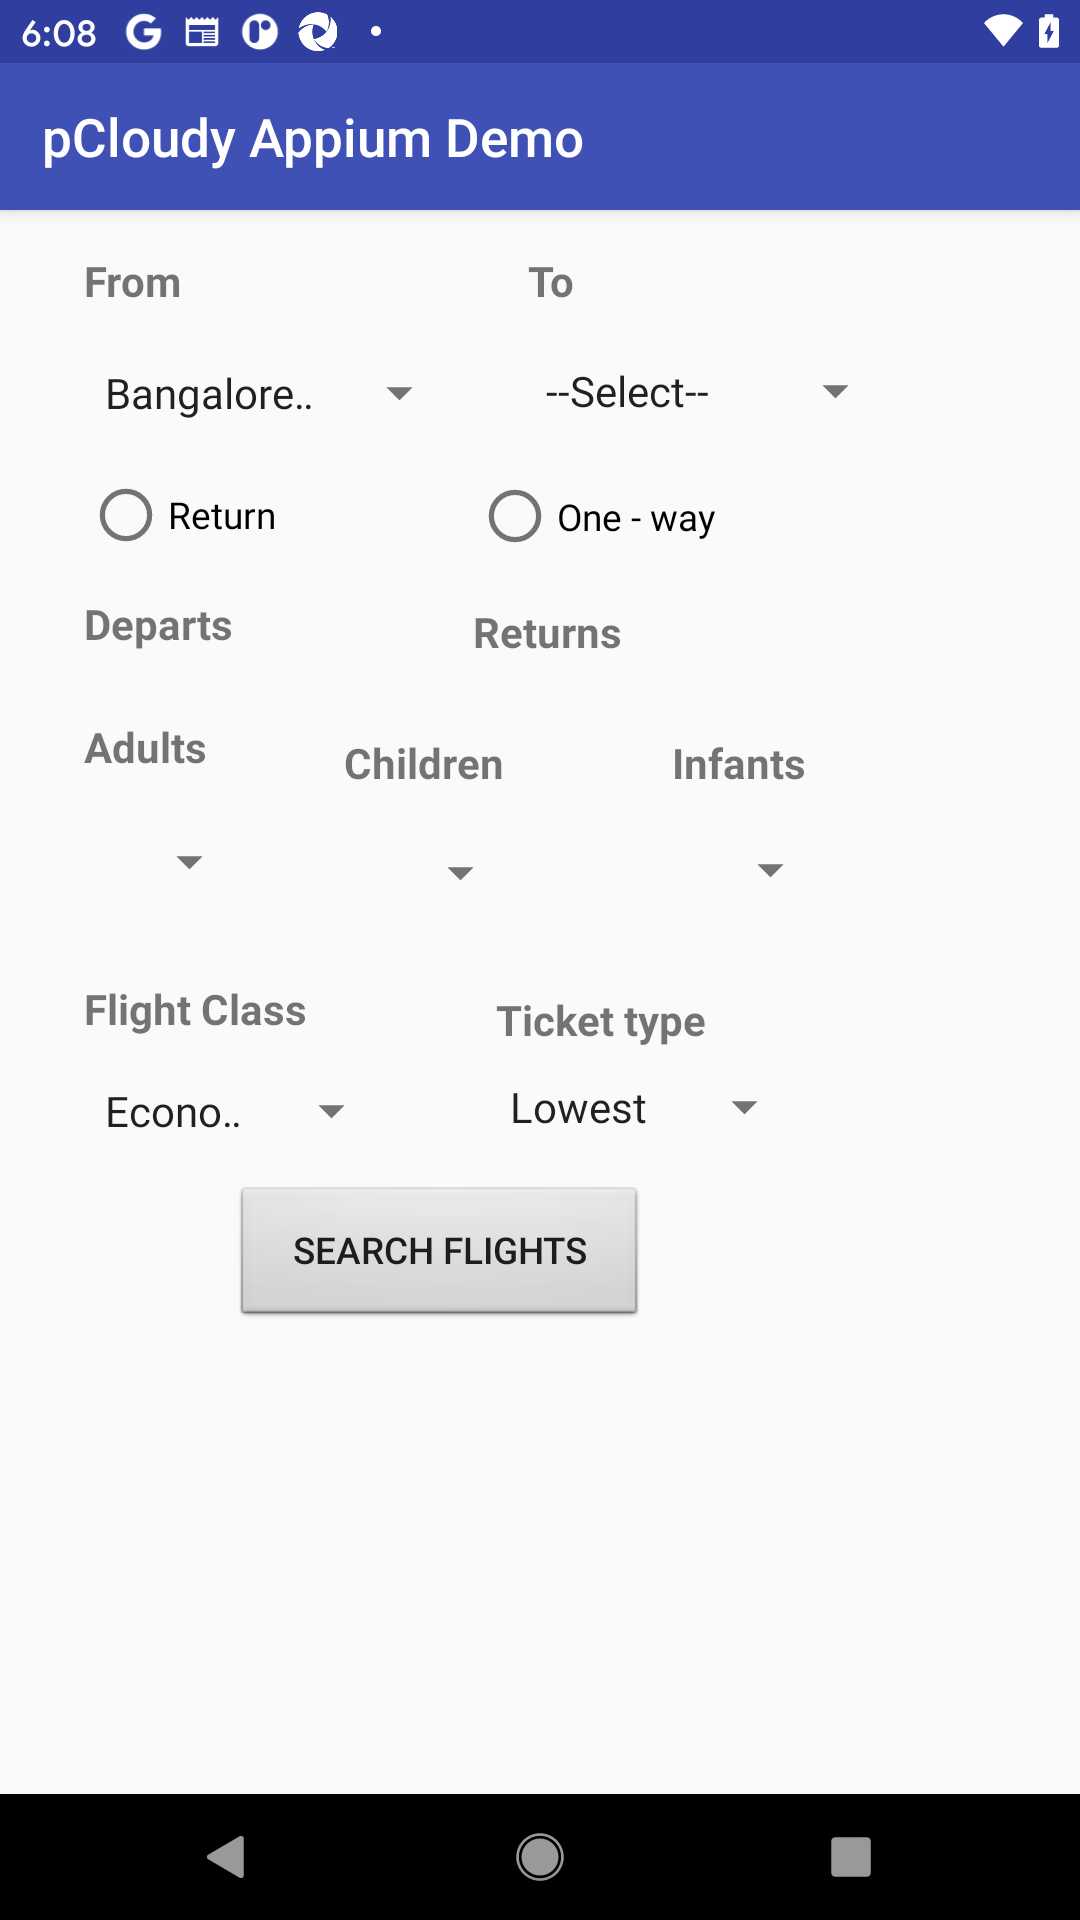 6:08
pCloudy Appium Demo
From To
Bangalore.. --Select--
Return One - way
Departs Returns
Adults Children Infants
Flight Class Ticket type
Econo.. Lowest
SEARCH FLIGHTS